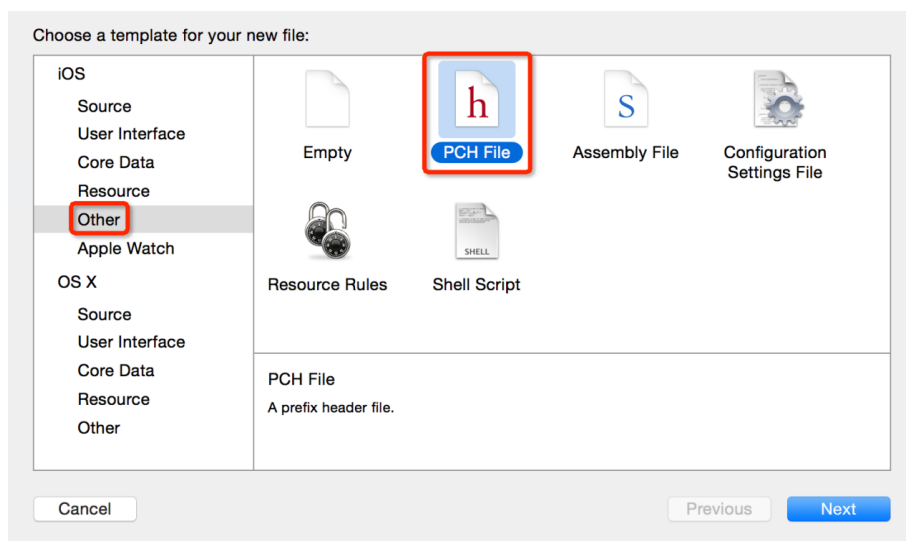 Choose a template for your new file:
iOS
Source
User Interface
Core Data
Resource
Other
Apple Watch
OS X
Source
User Interface
Core Data
Resource
Other
h
S
Empty
PCH File
Assembly File
Configuration
Settings File
SHELL
Resource Rules
Shell Script
PCH File
A prefix header file.
Cancel
Previous
Next